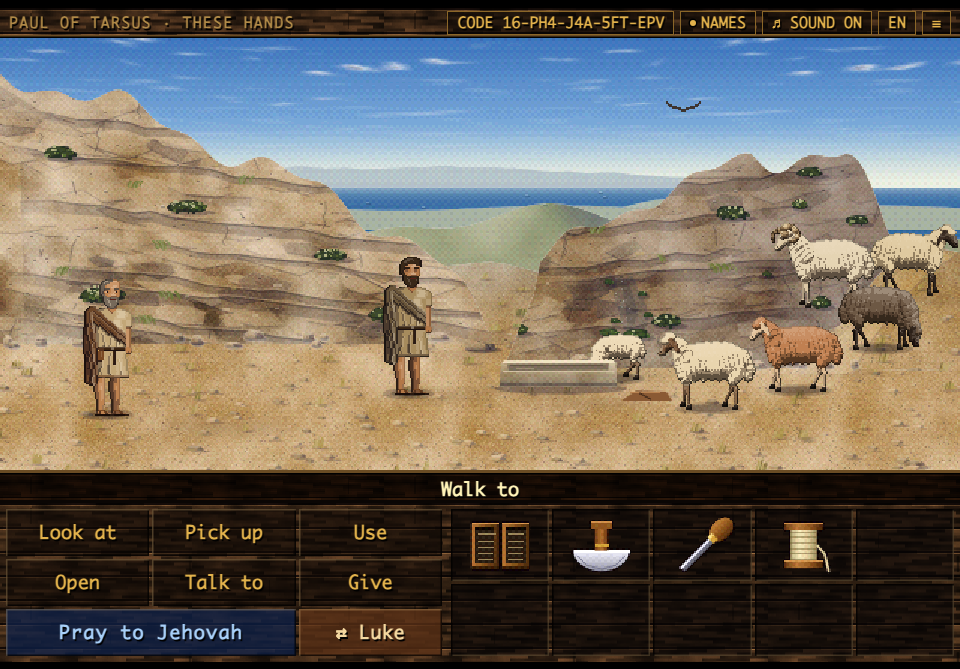 PAUL OF TARSUS · THESE HANDS
CODE 16-PH4-J4A-5FT-EPV
• NAMES
♬ SOUND ON
EN
≡
Walk to
Look at
Pick up
Use
Open
Talk to
Give
Pray to Jehovah
⇄ Luke